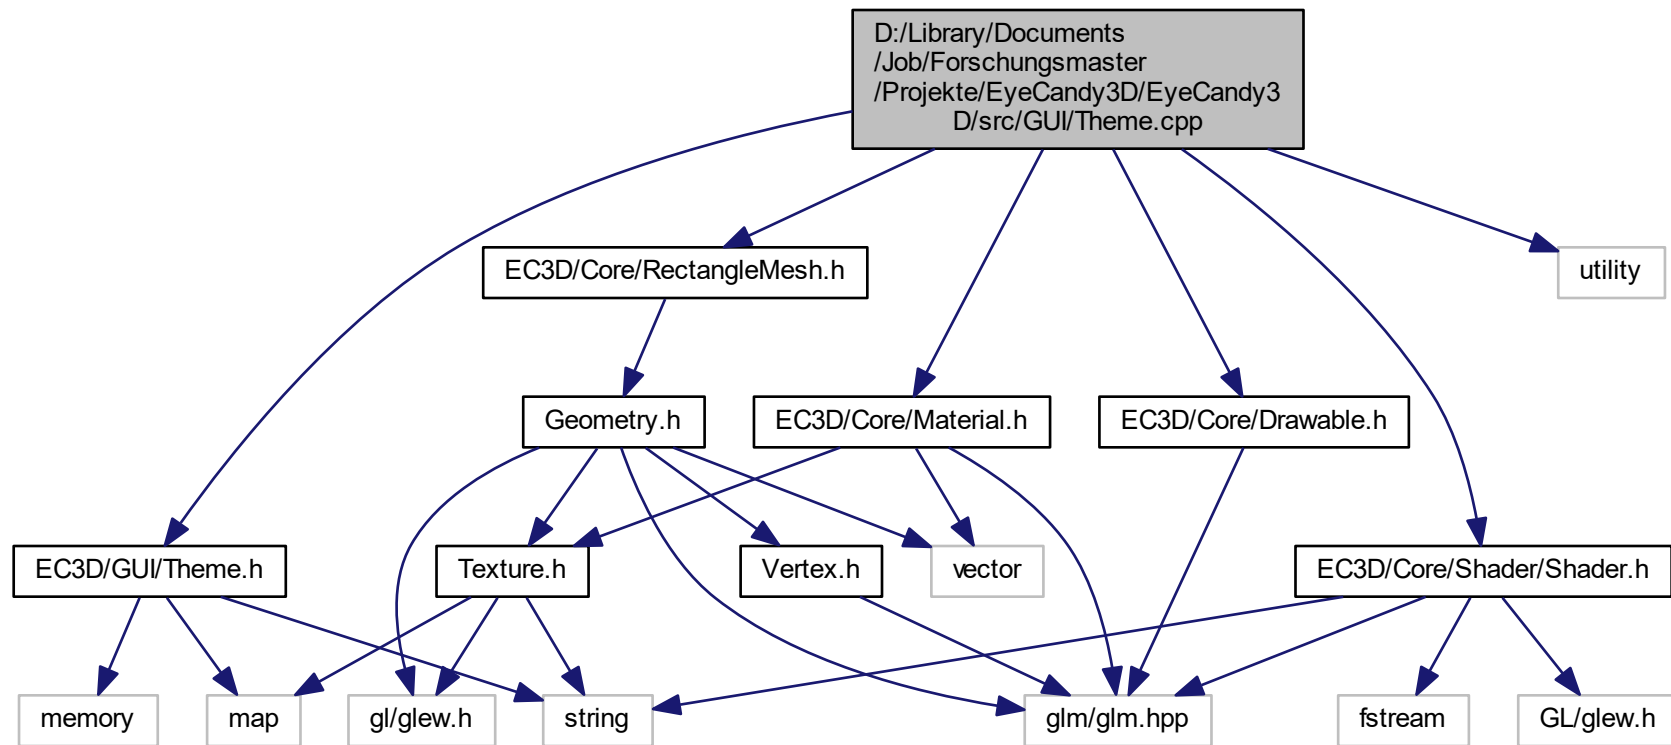 D:/Library/Documents
/Job/Forschungsmaster
/Projekte/EyeCandy3D/EyeCandy3
D/src/GUI/Theme.cpp
EC3D/Core/RectangleMesh.h
utility
Geometry.h
EC3D/Core/Material.h
EC3D/Core/Drawable.h
EC3D/GUI/Theme.h
Texture.h
Vertex.h
vector
EC3D/Core/Shader/Shader.h
memory
map
gl/glew.h
string
glm/glm.hpp
fstream
GL/glew.h